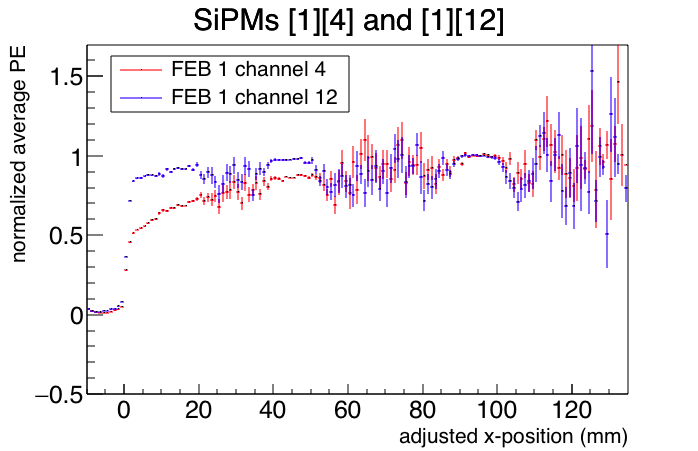 SiPMs [1][4] and [1][12]
normalized average PE
FEB 1 channel 4
FEB 1 channel 12
1.5
1
0.5
0
−0.5
0 20 40 60 80 100 120
adjusted x-position (mm)